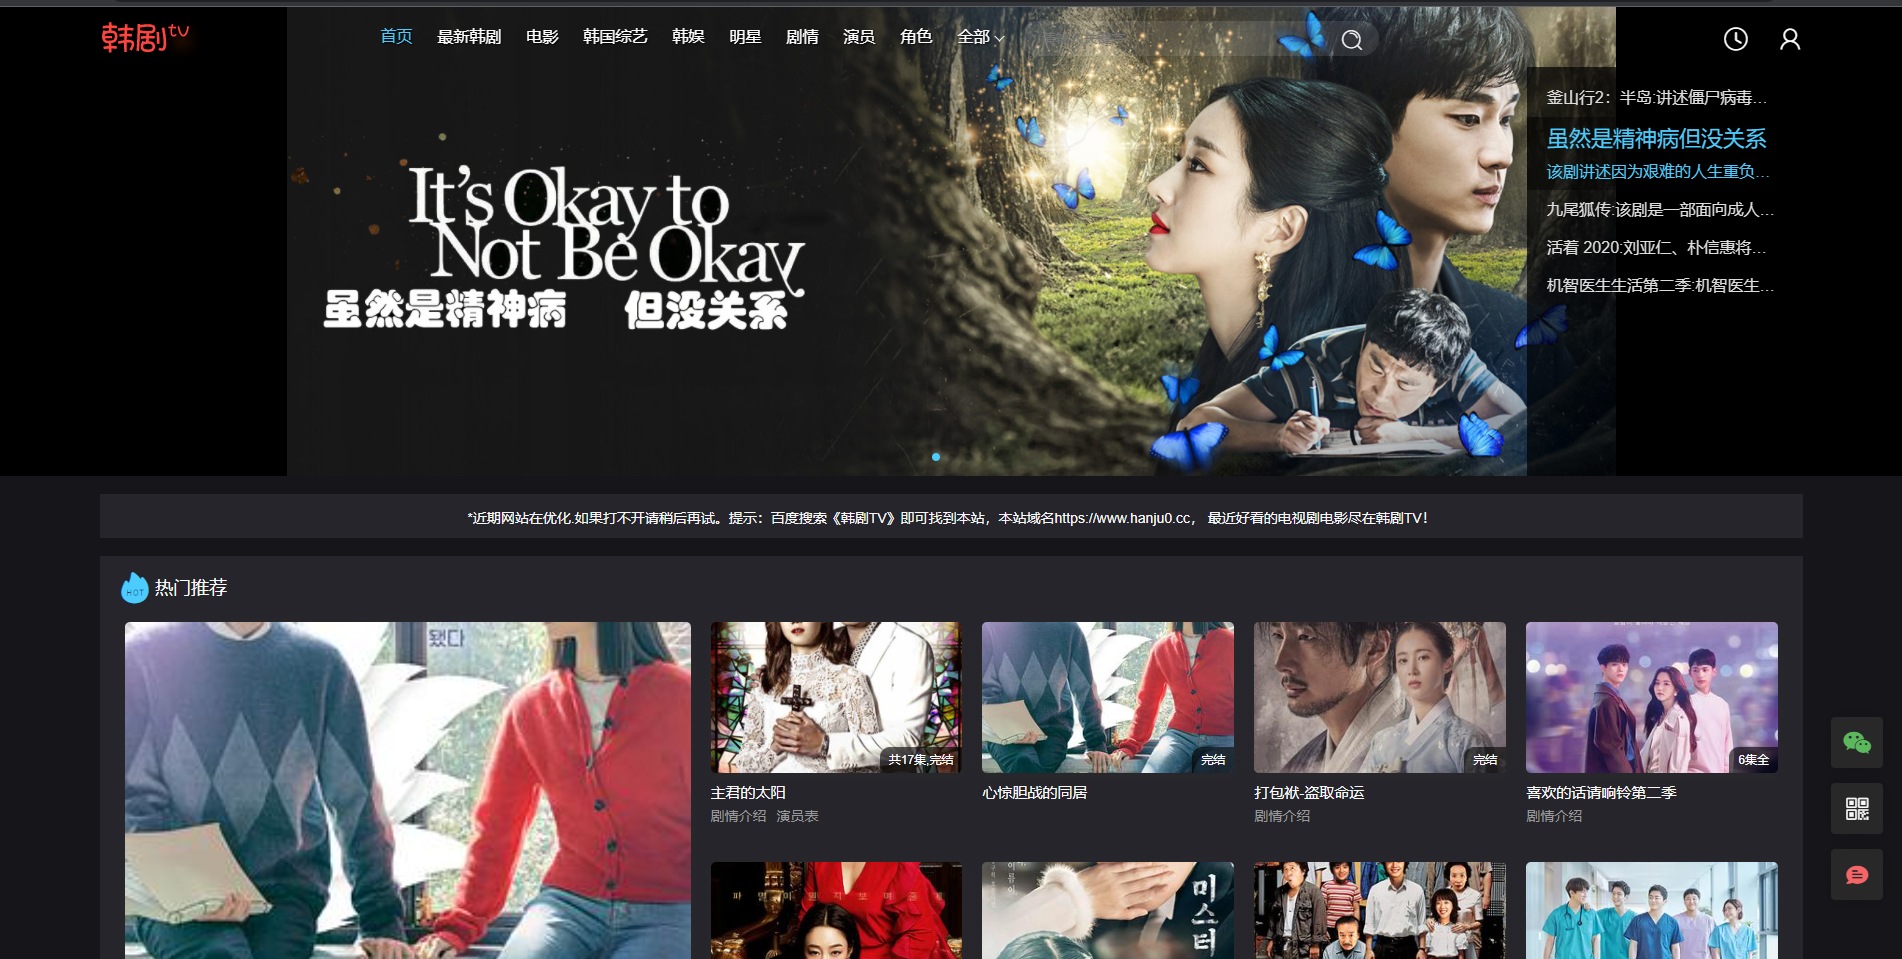 韩剧tv
首页 最新韩剧 电影 韩国综艺 韩娱 明星 剧情 演员 角色 全部
釜山行2：半岛:讲述僵尸病毒...
虽然是精神病但没关系
该剧讲述因为艰难的人生重负...
九尾狐传:该剧是一部面向成人...
活着 2020:刘亚仁、朴信惠将...
机智医生生活第二季:机智医生...
It's Okay to
Not Be Okay
虽然是精神病 但没关系
*近期网站在优化.如果打不开请稍后再试。提示：百度搜索《韩剧TV》即可找到本站，本站域名https://www.hanju0.cc， 最近好看的电视剧电影尽在韩剧TV！
HOT 热门推荐
됐다
共17集,完结
完结
完结
6集全
主君的太阳
心惊胆战的同居
打包袱-盗取命运
喜欢的话请响铃第二季
剧情介绍 演员表
剧情介绍
剧情介绍
미스터